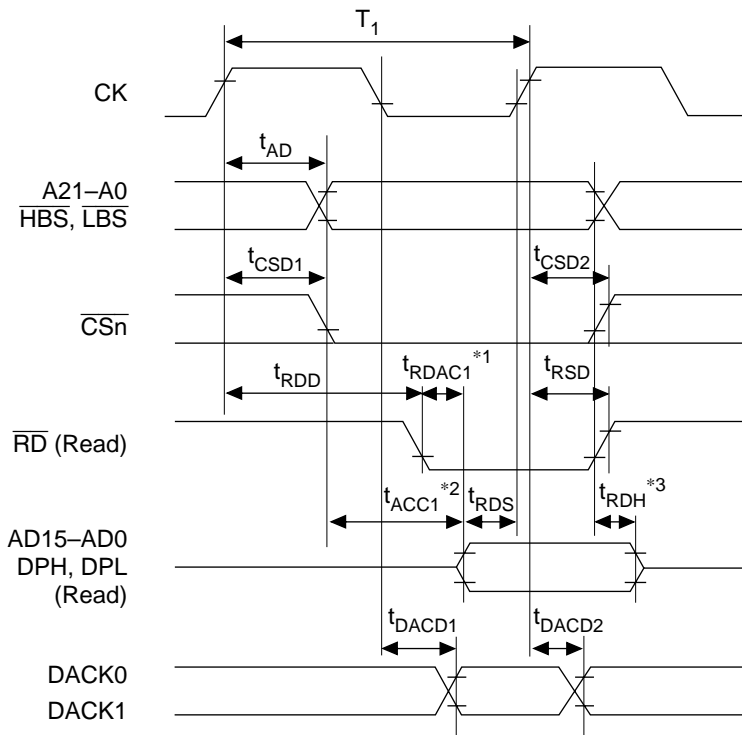 T1
CK
tAD
A21–A0
HBS, LBS
tCSD1
tCSD2
CSn
tRDD
tRDAC1*1
tRSD
RD (Read)
tACC1*2
tRDS
tRDH*3
AD15–AD0
DPH, DPL
(Read)
tDACD1
tDACD2
DACK0
DACK1